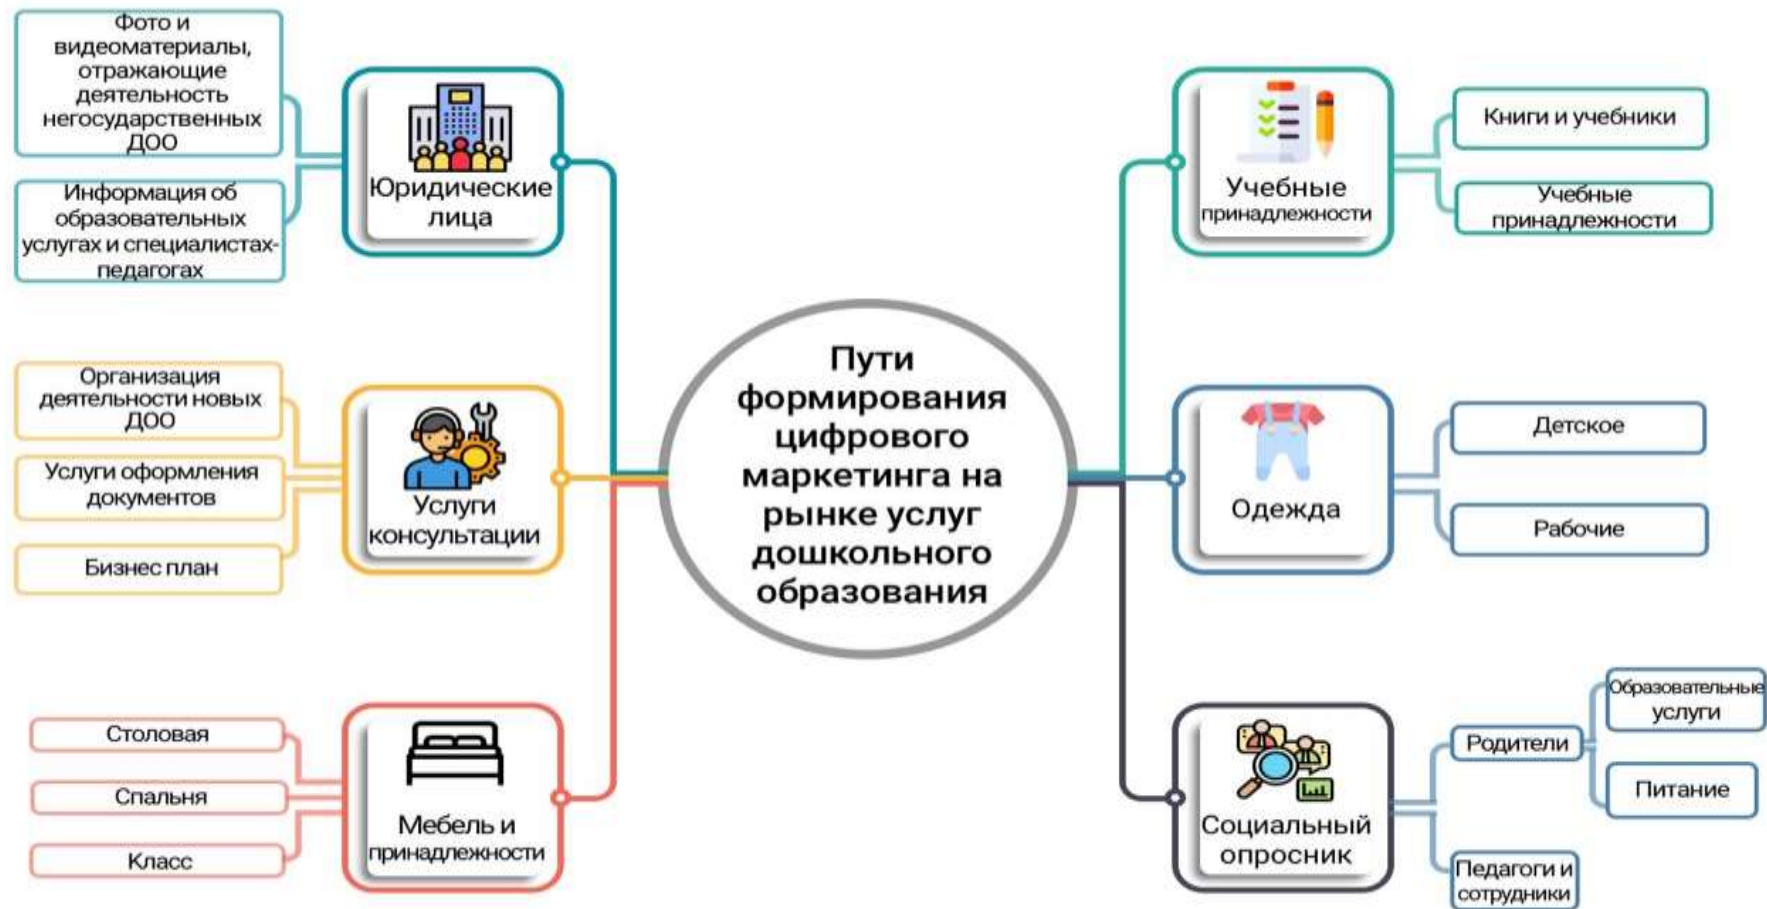 Фото и
видеоматериалы,
отражающие
деятельность
негосударственных
ДОО
Информация об
образовательных
услугах и специалистах-
педагогах
Юридические
лица
Организация
деятельности новых
ДОО
Услуги оформления
документов
Бизнес план
Услуги
консультации
Столовая
Спальня
Класс
Мебель и
принадлежности
Пути
формирования
цифрового
маркетинга на
рынке услуг
дошкольного
образования
Учебные
принадлежности
Книги и учебники
Учебные
принадлежности
Одежда
Детское
Рабочие
Социальный
опросник
Родители
Образовательные
услуги
Питание
Педагоги и
сотрудники